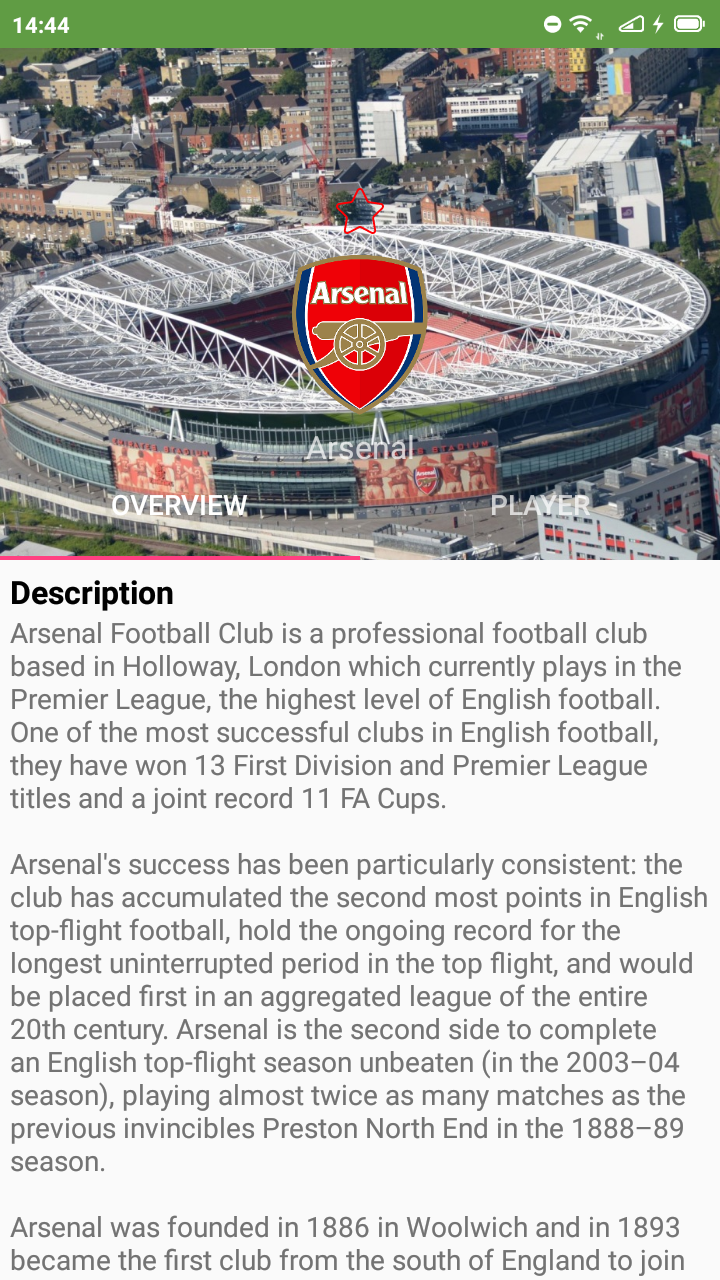 14:44
Arsenal
Arsenal
Arsenal
OVERVIEW
PLAYER
Description
Arsenal Football Club is a professional football club
based in Holloway, London which currently plays in the
Premier League, the highest level of English football.
One of the most successful clubs in English football,
they have won 13 First Division and Premier League
titles and a joint record 11 FA Cups.
Arsenal's success has been particularly consistent: the
club has accumulated the second most points in English
top-flight football, hold the ongoing record for the
longest uninterrupted period in the top flight, and would
be placed first in an aggregated league of the entire
20th century. Arsenal is the second side to complete
an English top-flight season unbeaten (in the 2003–04
season), playing almost twice as many matches as the
previous invincibles Preston North End in the 1888–89
season.
Arsenal was founded in 1886 in Woolwich and in 1893
became the first club from the south of England to join